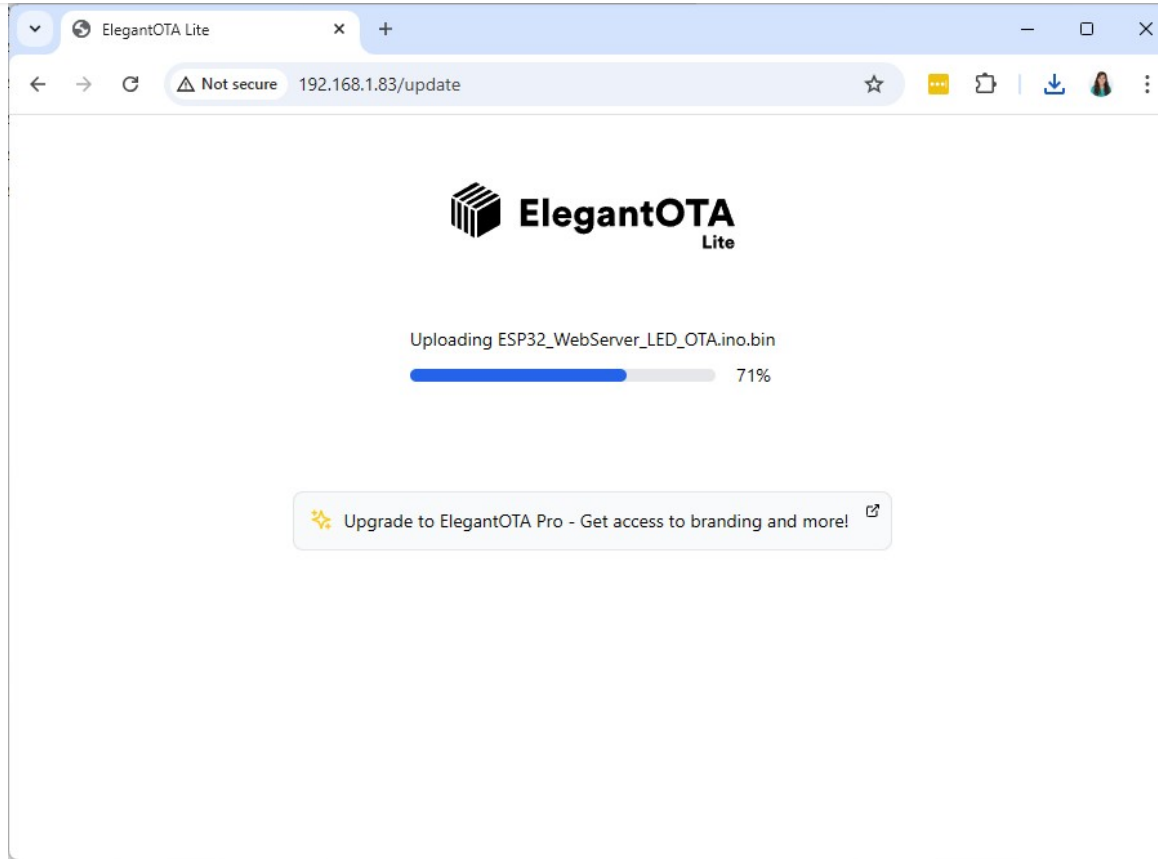 ElegantOTA Lite
Not secure 192.168.1.83/update
ElegantOTA
Lite
Uploading ESP32_WebServer_LED_OTA.ino.bin
71%
Upgrade to ElegantOTA Pro - Get access to branding and more!